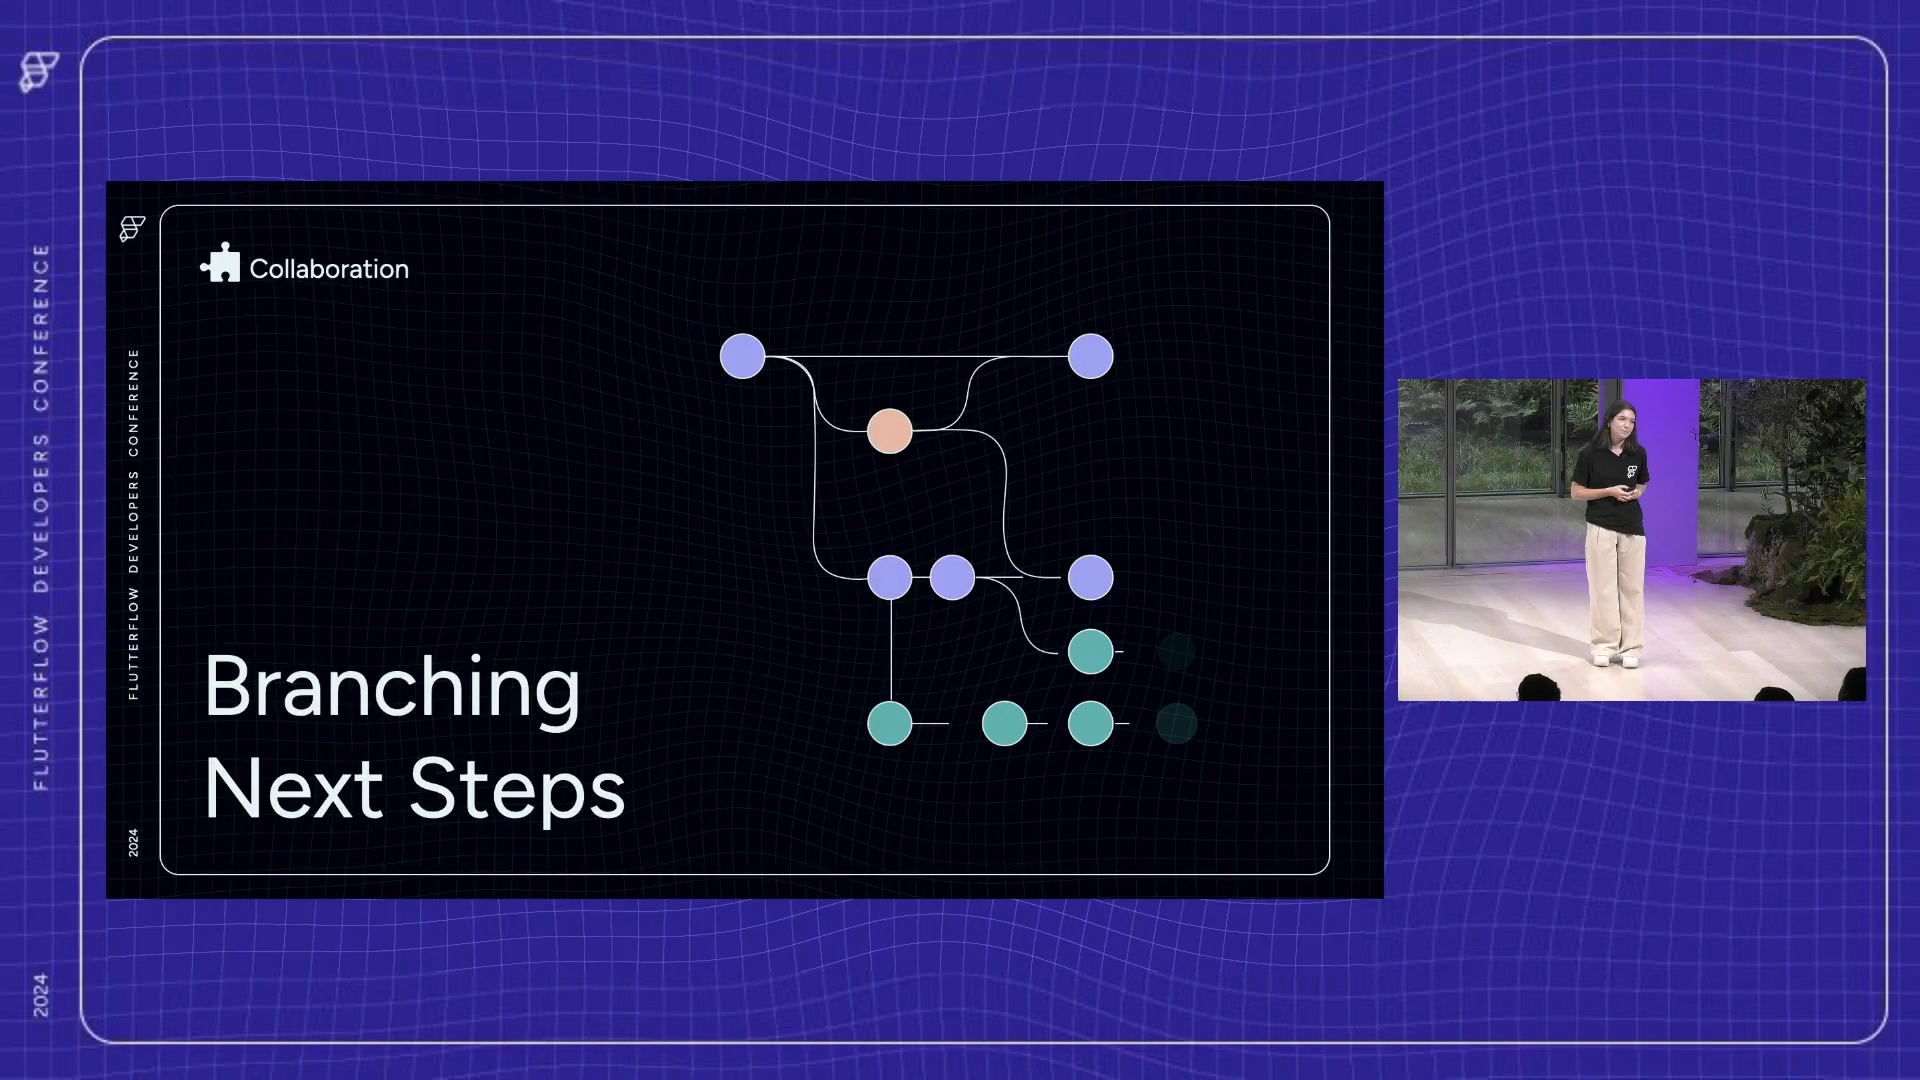 FLUTTERFLOW DEVELOPERS CONFERENCE
2024
FLUTTERFLOW DEVELOPERS CONFERENCE
2024
Collaboration
Branching
Next Steps